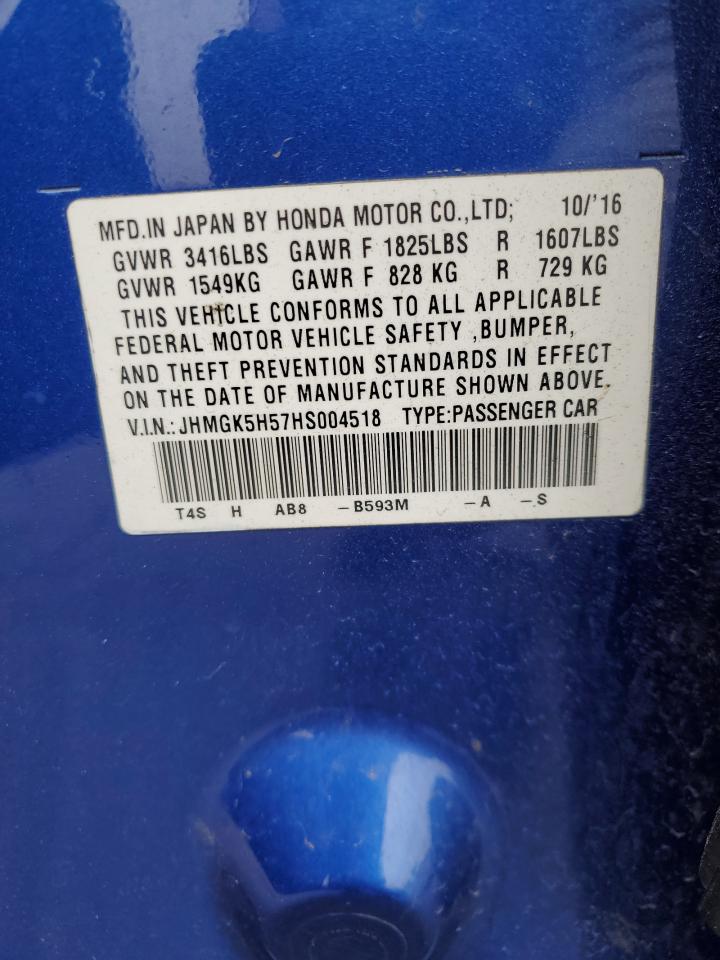 MFD.IN JAPAN BY HONDA MOTOR CO.,LTD; 10/'16
GVWR 3416LBS GAWR F 1825LBS R 1607LBS
GVWR 1549KG GAWR F 828 KG R 729 KG
THIS VEHICLE CONFORMS TO ALL APPLICABLE
FEDERAL MOTOR VEHICLE SAFETY ,BUMPER,
AND THEFT PREVENTION STANDARDS IN EFFECT
ON THE DATE OF MANUFACTURE SHOWN ABOVE.
V.I.N.: JHMGK5H57HS004518 TYPE:PASSENGER CAR
T4S H AB8 -B593M -A -S